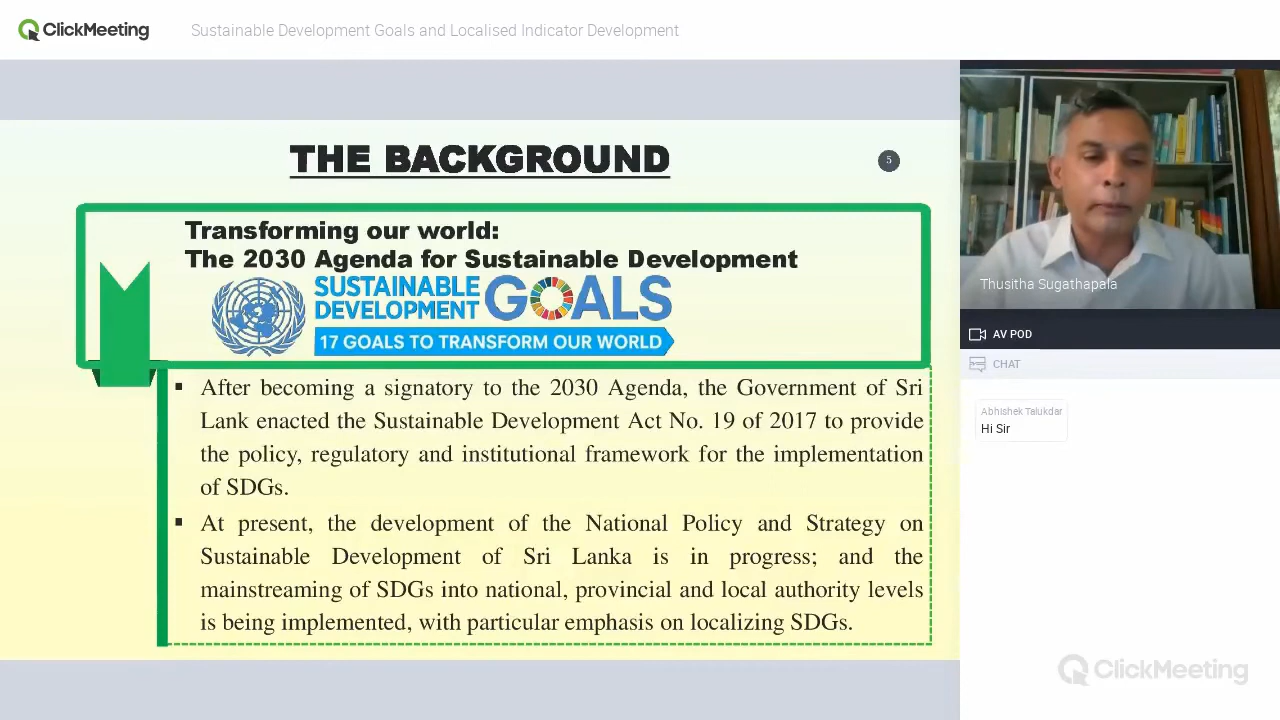 ClickMeeting
Sustainable Development Goals and Localised Indicator Development
THE BACKGROUND
5
Transforming our world:
The 2030 Agenda for Sustainable Development
SUSTAINABLE
DEVELOPMENT
GOALS
17 GOALS TO TRANSFORM OUR WORLD
▪ After becoming a signatory to the 2030 Agenda, the Government of Sri
Lank enacted the Sustainable Development Act No. 19 of 2017 to provide
the policy, regulatory and institutional framework for the implementation
of SDGs.
▪ At present, the development of the National Policy and Strategy on
Sustainable Development of Sri Lanka is in progress; and the
mainstreaming of SDGs into national, provincial and local authority levels
is being implemented, with particular emphasis on localizing SDGs.
Thusitha Sugathapala
AV POD
CHAT
Abhishek Talukdar
Hi Sir
ClickMeeting